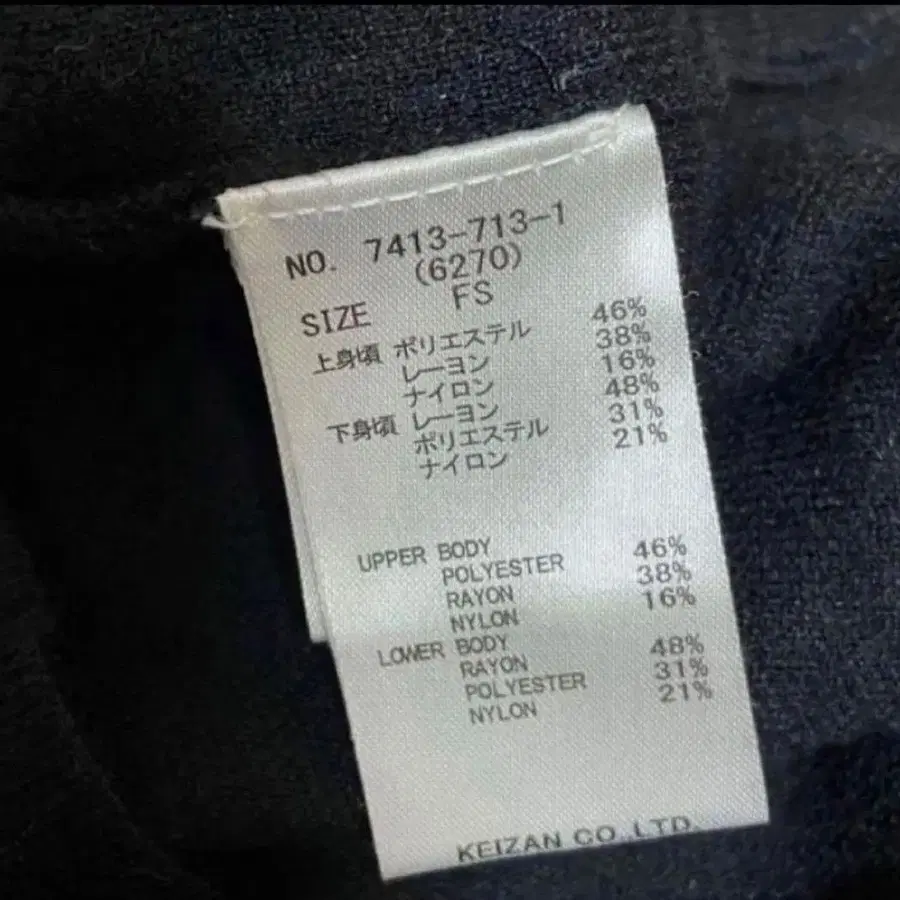 NO. 7413-713-1
(6270)
SIZE FS
上身頃 ポリエステル 46%
レーヨン 38%
ナイロン 16%
下身頃 レーヨン 48%
ポリエステル 31%
ナイロン 21%
UPPER BODY
POLYESTER 46%
RAYON 38%
NYLON 16%
LOWER BODY
RAYON 48%
POLYESTER 31%
NYLON 21%
KEIZAN CO.,LTD.